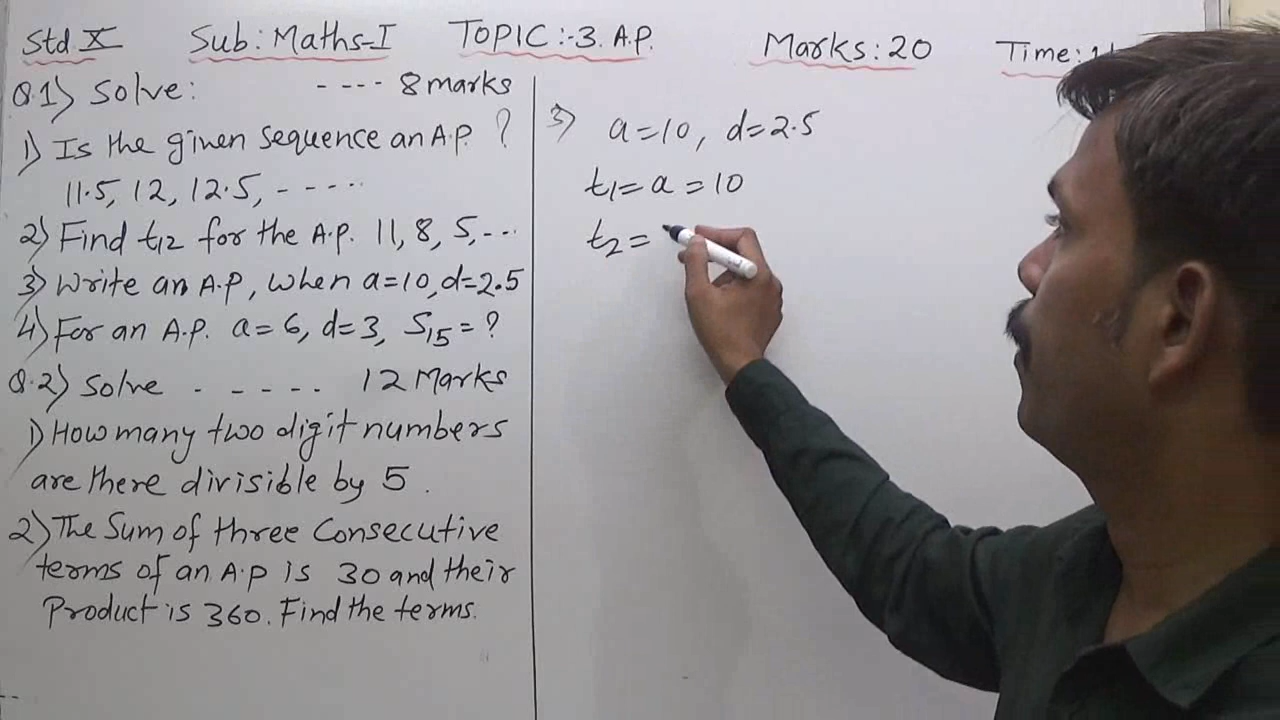 Std X Sub: Maths-I TOPIC:-3. A.P. Marks: 20 Time: 1
Q.1) Solve: ---- 8 marks
1) Is the given sequence an A.P. ?
11.5, 12, 12.5, -----
2) Find t12 for the A.P. 11, 8, 5, ---
3) Write an A.P, when a=10, d=2.5
4) For an A.P. a=6, d=3, S15=?
Q.2) Solve - - - - - . . 12 Marks
1) How many two digit numbers
are there divisible by 5.
2) The Sum of three Consecutive
terms of an A.P is 30 and their
Product is 360. Find the terms.
3) a=10, d=2.5
t1=a=10
t2=